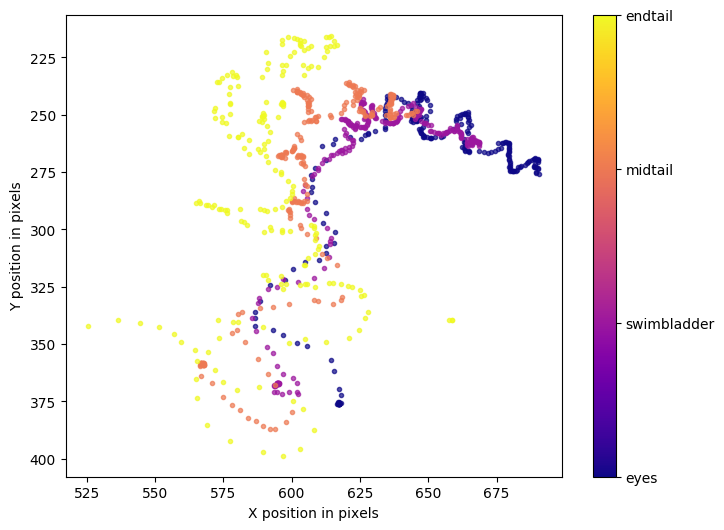 225
250
275
300
325
350
375
400
Y position in pixels
525
550
575
600
625
650
675
X position in pixels
endtail
midtail
swimbladder
eyes